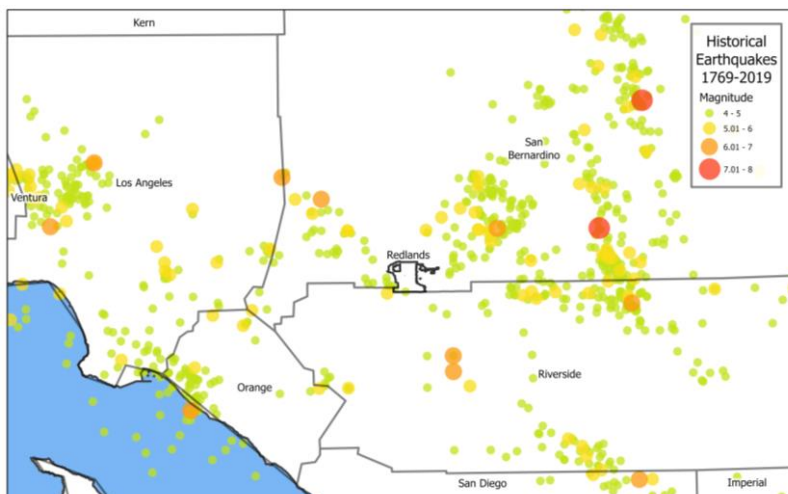 Kern
Historical
Earthquakes
1769-2019
Magnitude
4 - 5
5.01 - 6
6.01 - 7
7.01 - 8
San
Bernardino
Los Angeles
Ventura
Redlands
Orange
Riverside
San Diego
Imperial